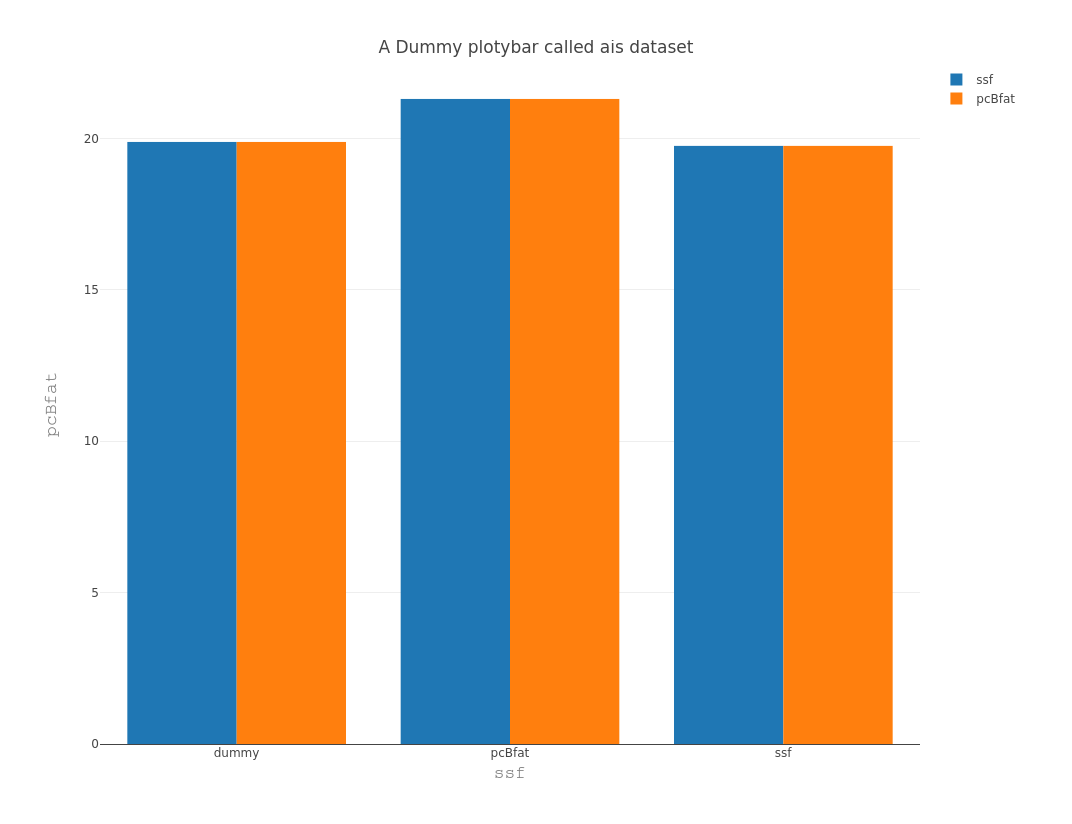 A Dummy plotybar called ais dataset
ssf
pcBfat
20
15
10
5
0
pcBfat
dummy
pcBfat
ssf
ssf